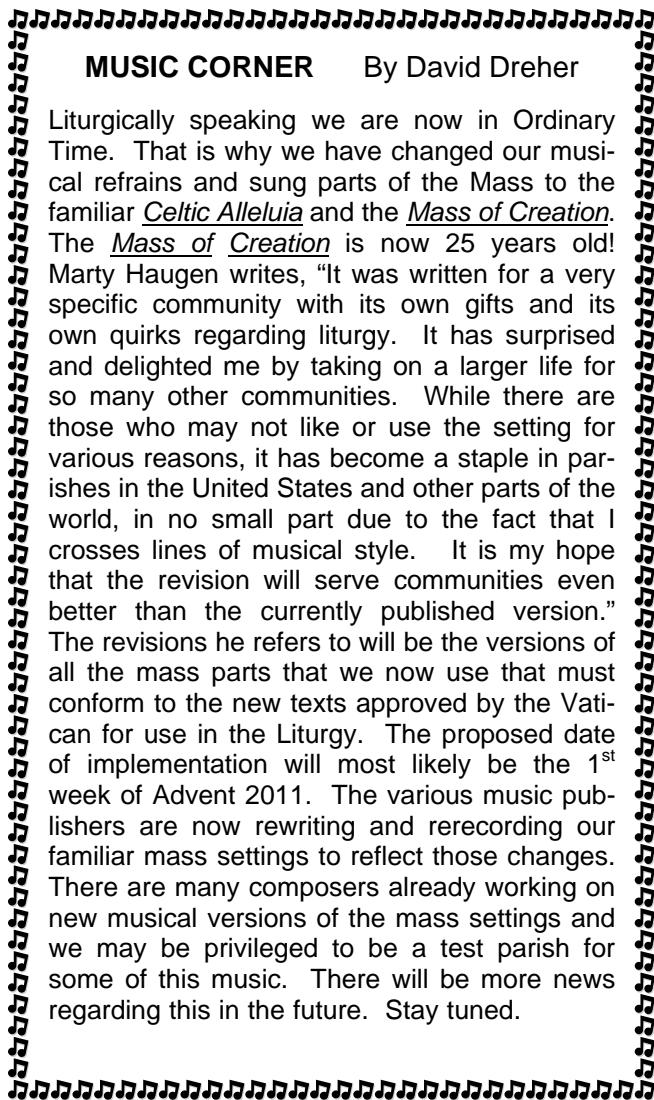 MUSIC CORNER By David Dreher
Liturgically speaking we are now in Ordinary
Time. That is why we have changed our musi-
cal refrains and sung parts of the Mass to the
familiar Celtic Alleluia and the Mass of Creation.
The Mass of Creation is now 25 years old!
Marty Haugen writes, “It was written for a very
specific community with its own gifts and its
own quirks regarding liturgy. It has surprised
and delighted me by taking on a larger life for
so many other communities. While there are
those who may not like or use the setting for
various reasons, it has become a staple in par-
ishes in the United States and other parts of the
world, in no small part due to the fact that I
crosses lines of musical style. It is my hope
that the revision will serve communities even
better than the currently published version.”
The revisions he refers to will be the versions of
all the mass parts that we now use that must
conform to the new texts approved by the Vati-
can for use in the Liturgy. The proposed date
of implementation will most likely be the 1st
week of Advent 2011. The various music pub-
lishers are now rewriting and rerecording our
familiar mass settings to reflect those changes.
There are many composers already working on
new musical versions of the mass settings and
we may be privileged to be a test parish for
some of this music. There will be more news
regarding this in the future. Stay tuned.